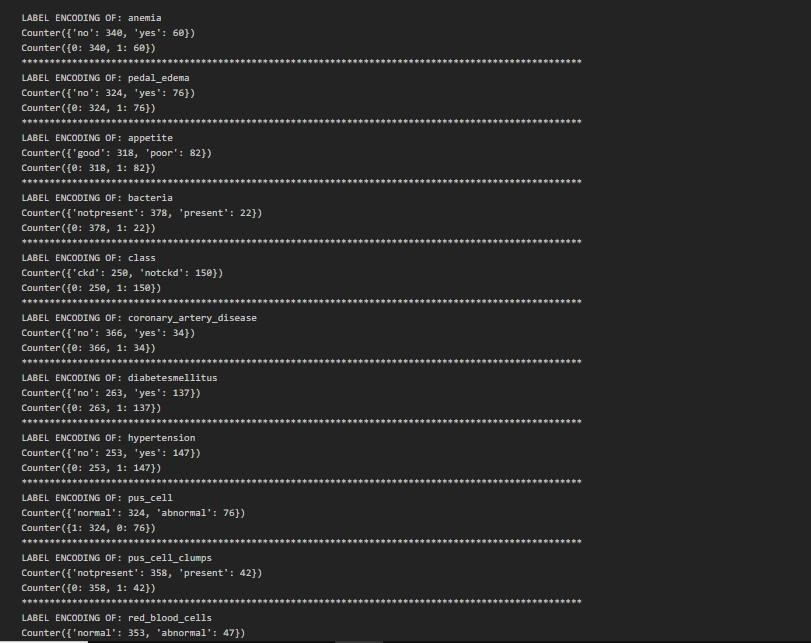 LABEL ENCODING OF: anemia
Counter({'no': 340, 'yes': 60})
Counter({0: 340, 1: 60})
****************************************************************************************************
LABEL ENCODING OF: pedal_edema
Counter({'no': 324, 'yes': 76})
Counter({0: 324, 1: 76})
****************************************************************************************************
LABEL ENCODING OF: appetite
Counter({'good': 318, 'poor': 82})
Counter({0: 318, 1: 82})
****************************************************************************************************
LABEL ENCODING OF: bacteria
Counter({'notpresent': 378, 'present': 22})
Counter({0: 378, 1: 22})
****************************************************************************************************
LABEL ENCODING OF: class
Counter({'ckd': 250, 'notckd': 150})
Counter({0: 250, 1: 150})
****************************************************************************************************
LABEL ENCODING OF: coronary_artery_disease
Counter({'no': 366, 'yes': 34})
Counter({0: 366, 1: 34})
****************************************************************************************************
LABEL ENCODING OF: diabetesmellitus
Counter({'no': 263, 'yes': 137})
Counter({0: 263, 1: 137})
****************************************************************************************************
LABEL ENCODING OF: hypertension
Counter({'no': 253, 'yes': 147})
Counter({0: 253, 1: 147})
****************************************************************************************************
LABEL ENCODING OF: pus_cell
Counter({'normal': 324, 'abnormal': 76})
Counter({1: 324, 0: 76})
****************************************************************************************************
LABEL ENCODING OF: pus_cell_clumps
Counter({'notpresent': 358, 'present': 42})
Counter({0: 358, 1: 42})
****************************************************************************************************
LABEL ENCODING OF: red_blood_cells
Counter({'normal': 353, 'abnormal': 47})